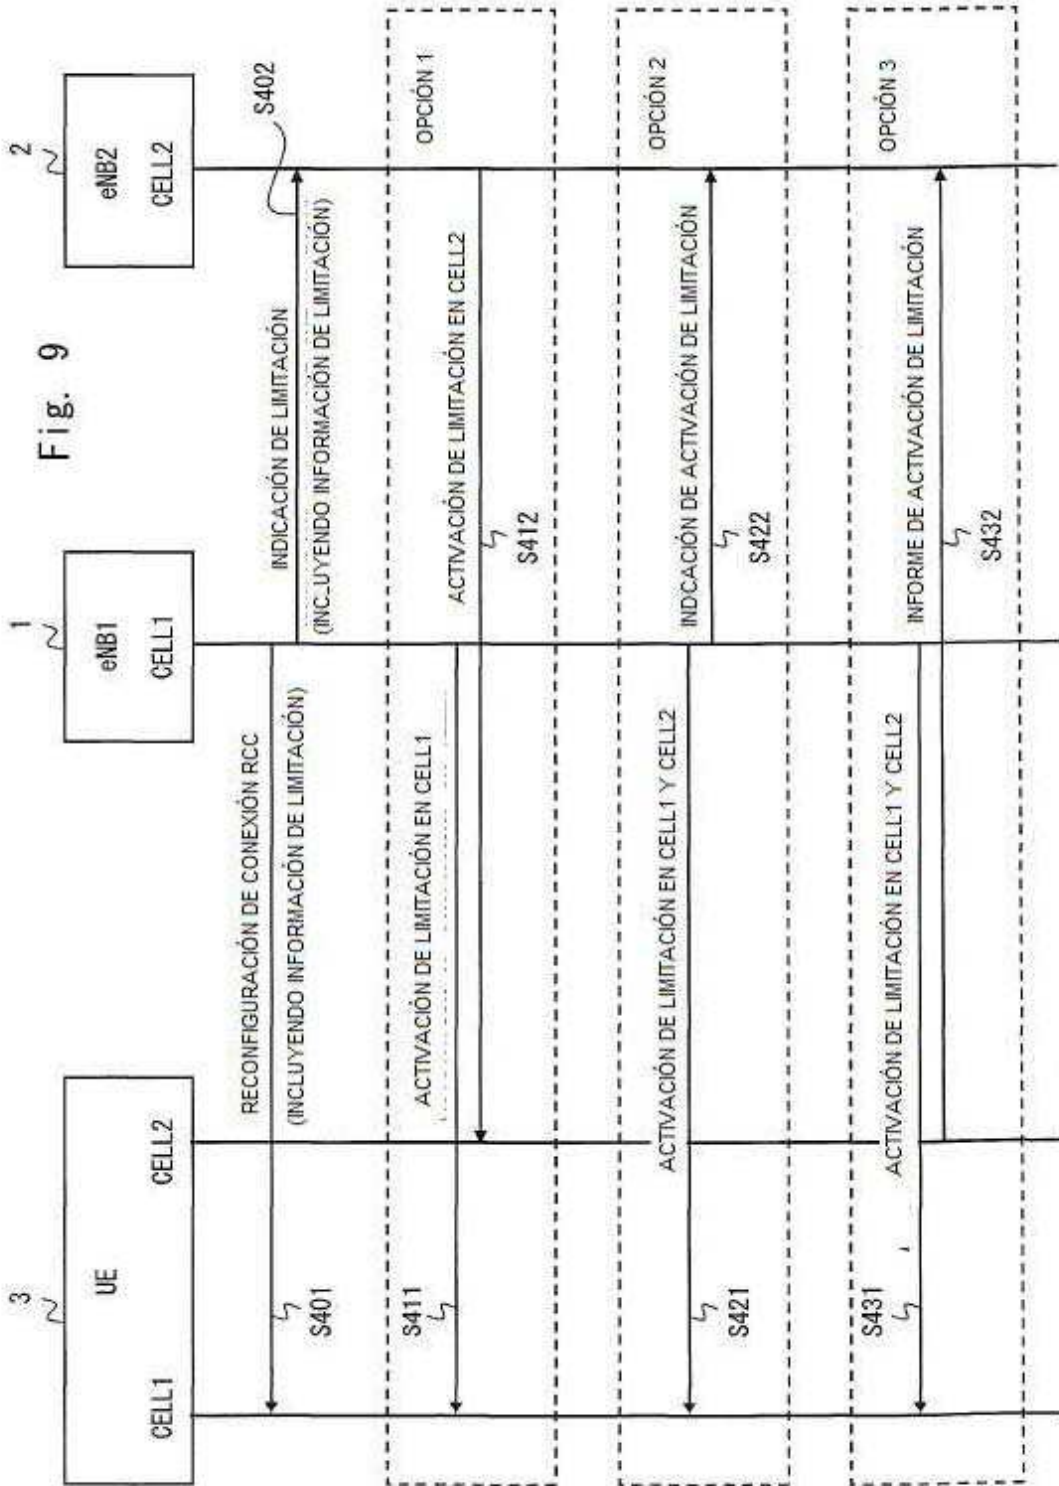 Fig. 9
3
UE
CELL1
CELL2
1
eNB1
CELL1
2
eNB2
CELL2
RECONFIGURACIÓN DE CONEXIÓN RCC
(INCLUYENDO INFORMACIÓN DE LIMITACIÓN)
S401
INDICACIÓN DE LIMITACIÓN
(INCLUYENDO INFORMACIÓN DE LIMITACIÓN)
S402
OPCIÓN 1
ACTIVACIÓN DE LIMITACIÓN EN CELL1
S411
ACTIVACIÓN DE LIMITACIÓN EN CELL2
S412
OPCIÓN 2
ACTIVACIÓN DE LIMITACIÓN EN CELL1 Y CELL2
S421
INDCACIÓN DE ACTIVACIÓN DE LIMITACIÓN
S422
OPCIÓN 3
ACTIVACIÓN DE LIMITACIÓN EN CELL1 Y CELL2
S431
INFORME DE ACTIVACIÓN DE LIMITACIÓN
S432